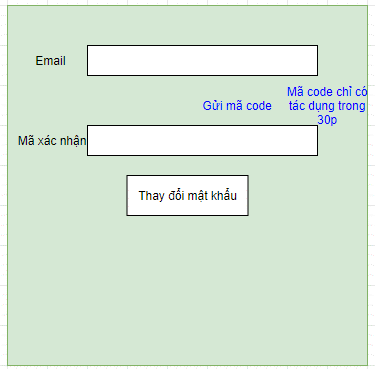 Email
Gửi mã code
Mã code chỉ có
tác dụng trong
30p
Mã xác nhận
Thay đổi mật khẩu